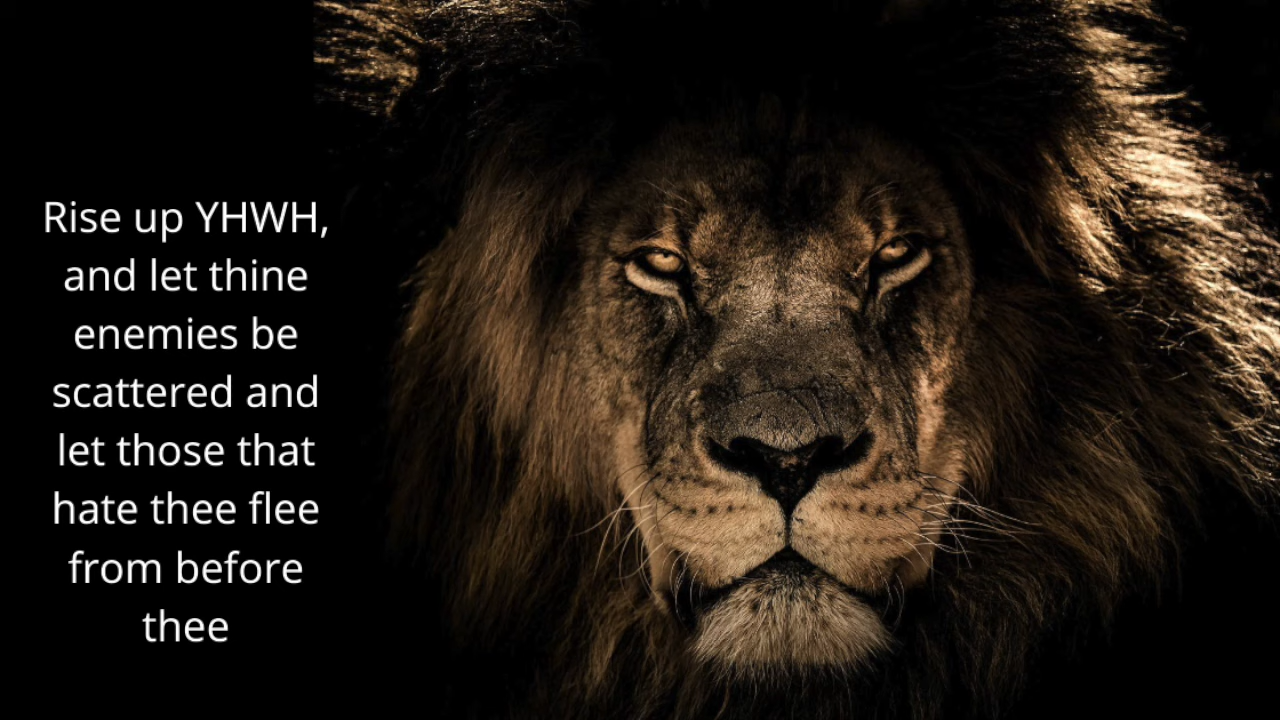 Rise up YHWH,
and let thine
enemies be
scattered and
let those that
hate thee flee
from before
thee